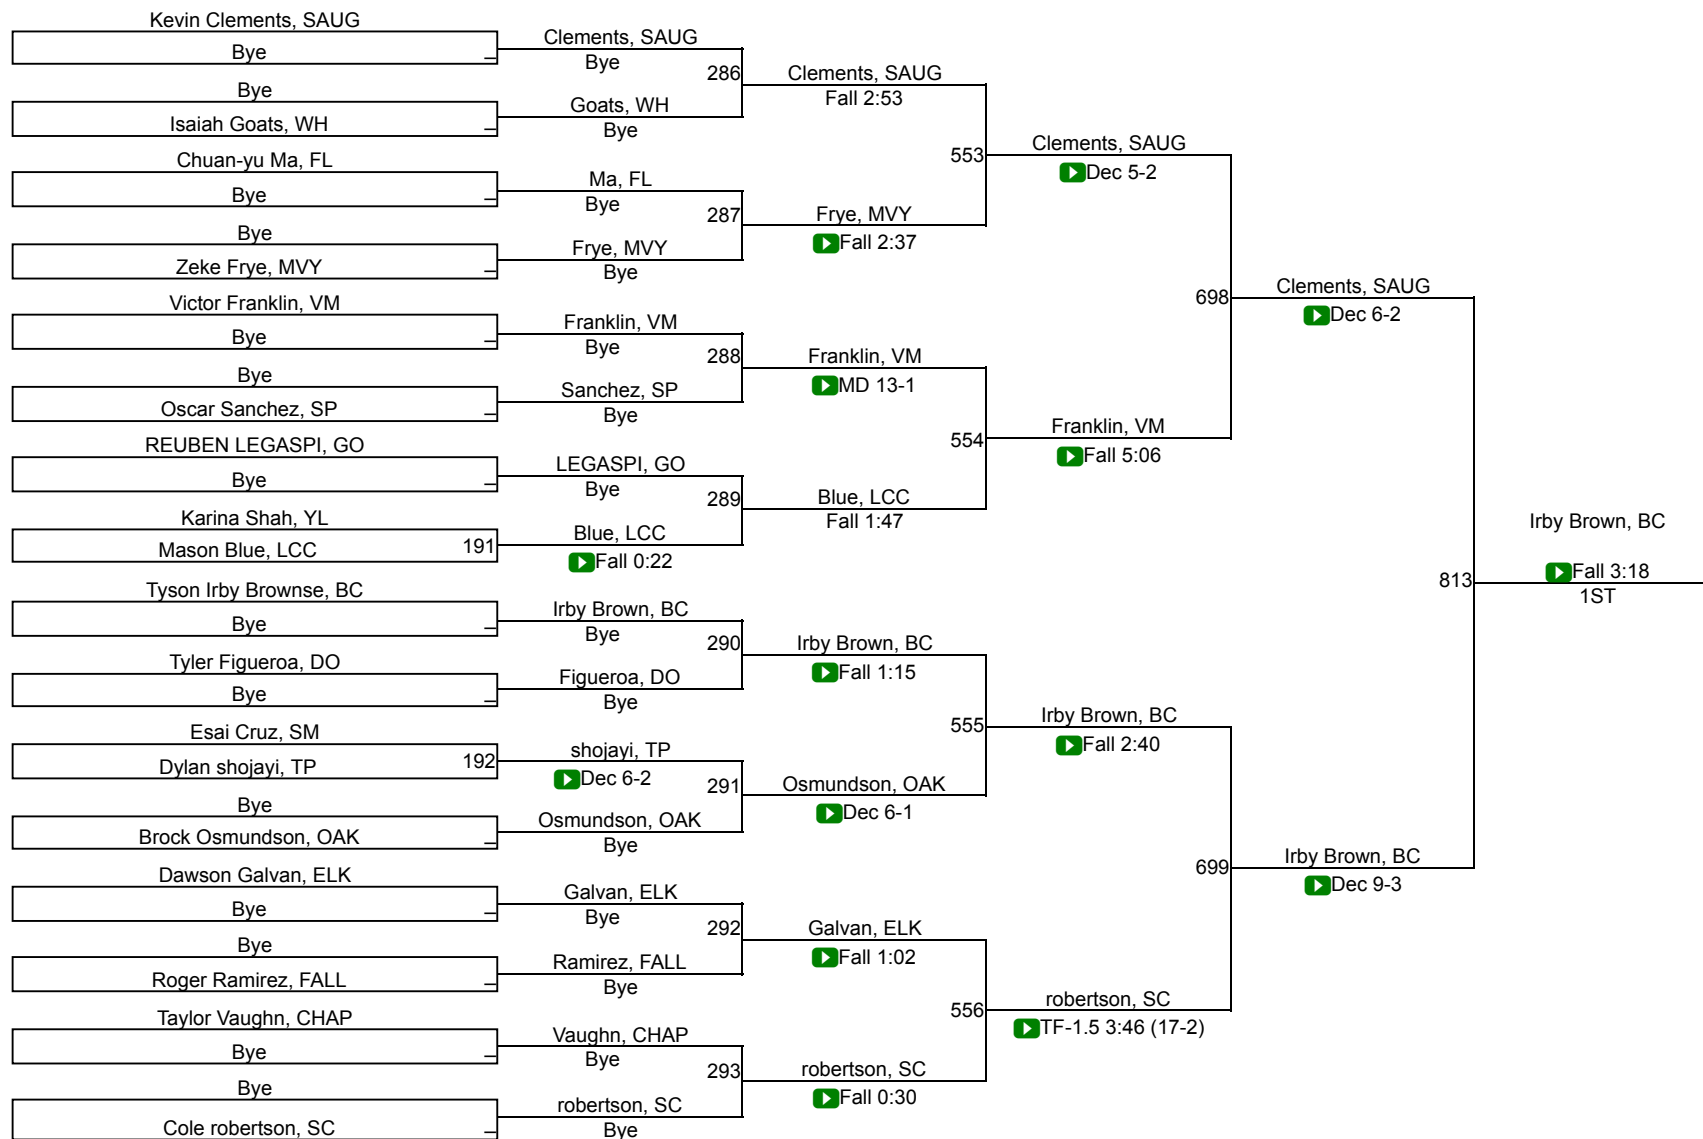 Kevin Clements, SAUG
Bye
Bye
Isaiah Goats, WH
Chuan-yu Ma, FL
Bye
Bye
Zeke Frye, MVY
Victor Franklin, VM
Bye
Bye
Oscar Sanchez, SP
REUBEN LEGASPI, GO
Bye
Karina Shah, YL
Mason Blue, LCC
191
Tyson Irby Brownse, BC
Bye
Tyler Figueroa, DO
Bye
Esai Cruz, SM
Dylan shojayi, TP
192
Bye
Brock Osmundson, OAK
Dawson Galvan, ELK
Bye
Bye
Roger Ramirez, FALL
Taylor Vaughn, CHAP
Bye
Bye
Cole robertson, SC
Clements, SAUG
Bye
286
Goats, WH
Bye
Ma, FL
Bye
287
Frye, MVY
Bye
Franklin, VM
Bye
288
Sanchez, SP
Bye
LEGASPI, GO
Bye
289
Blue, LCC
Fall 0:22
Irby Brown, BC
Bye
290
Figueroa, DO
Bye
shojayi, TP
Dec 6-2
291
Osmundson, OAK
Bye
Galvan, ELK
Bye
292
Ramirez, FALL
Bye
Vaughn, CHAP
Bye
293
robertson, SC
Bye
Clements, SAUG
Fall 2:53
553
Frye, MVY
Fall 2:37
Franklin, VM
MD 13-1
554
Blue, LCC
Fall 1:47
Irby Brown, BC
Fall 1:15
555
Osmundson, OAK
Dec 6-1
Galvan, ELK
Fall 1:02
556
robertson, SC
Fall 0:30
Clements, SAUG
Dec 5-2
698
Franklin, VM
Fall 5:06
Irby Brown, BC
Fall 2:40
699
robertson, SC
TF-1.5 3:46 (17-2)
Clements, SAUG
Dec 6-2
813
Irby Brown, BC
Dec 9-3
Irby Brown, BC
Fall 3:18
1ST